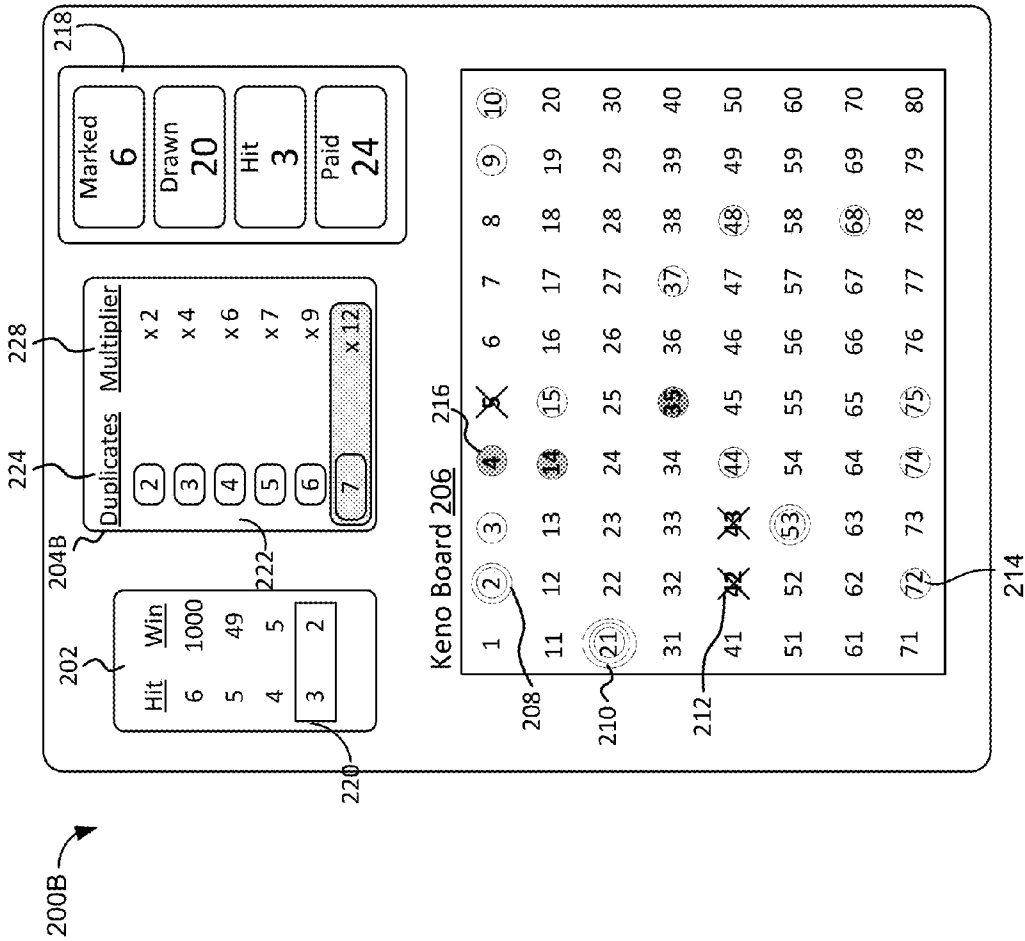 200B
202
Hit Win
6 1000
5 49
4 5
3 2
220
204B
224
228
Duplicates Multiplier
2 x 2
3 x 4
4 x 6
5 x 7
6 x 9
7 x 12
222
218
Marked
6
Drawn
20
Hit
3
Paid
24
Keno Board 206
216
1 2 3 4 5 6 7 8 9 10
11 12 13 14 15 16 17 18 19 20
21 22 23 24 25 26 27 28 29 30
31 32 33 34 35 36 37 38 39 40
41 42 43 44 45 46 47 48 49 50
51 52 53 54 55 56 57 58 59 60
61 62 63 64 65 66 67 68 69 70
71 72 73 74 75 76 77 78 79 80
208
210
212
214